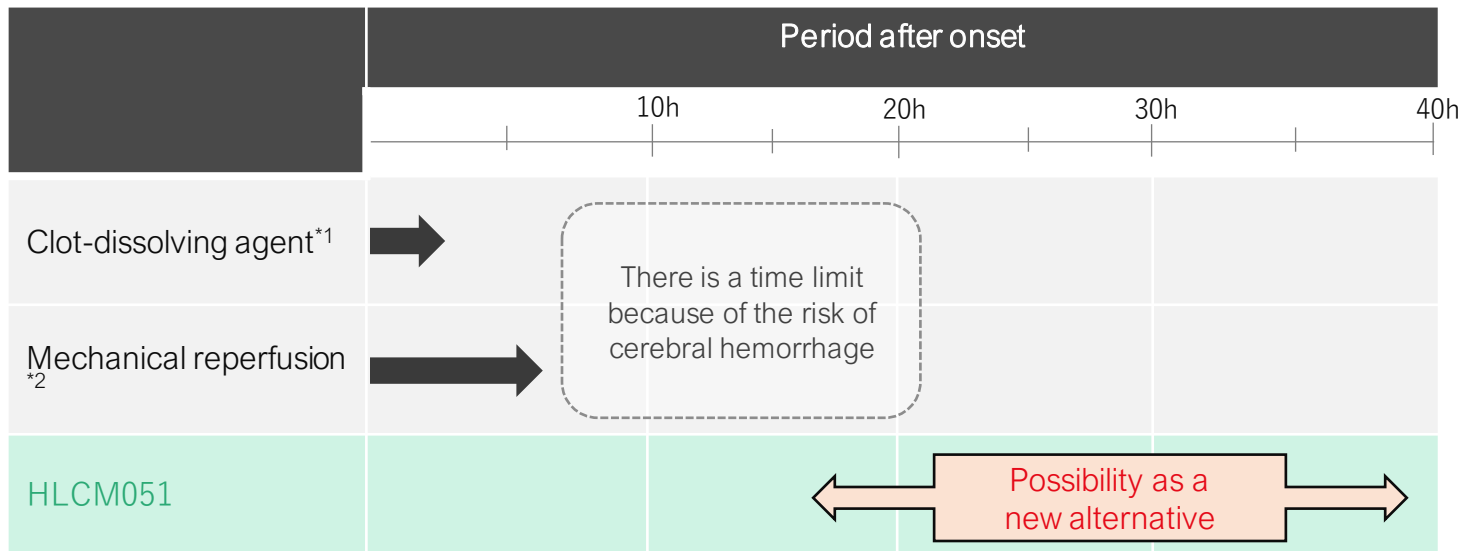 Period after onset
10h 20h 30h 40h
Clot-dissolving agent*1
There is a time limit
because of the risk of
cerebral hemorrhage
Mechanical reperfusion
*2
HLCM051
Possibility as a
new alternative